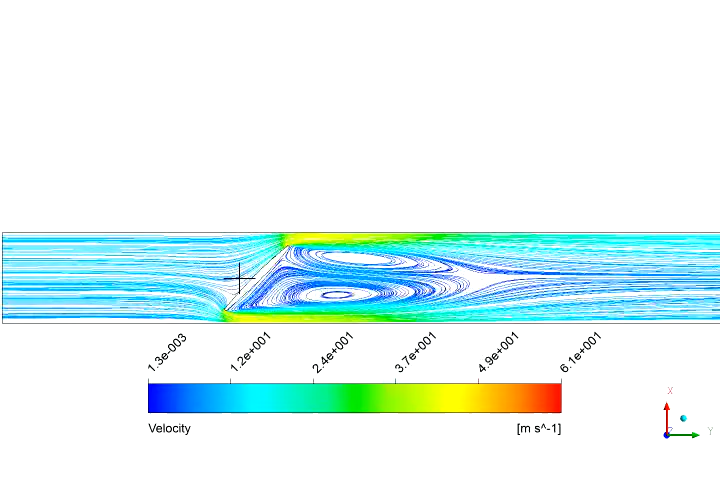 1.3e-003
1.2e+001
2.4e+001
3.7e+001
4.9e+001
6.1e+001
Velocity
[m s^-1]
X
Y